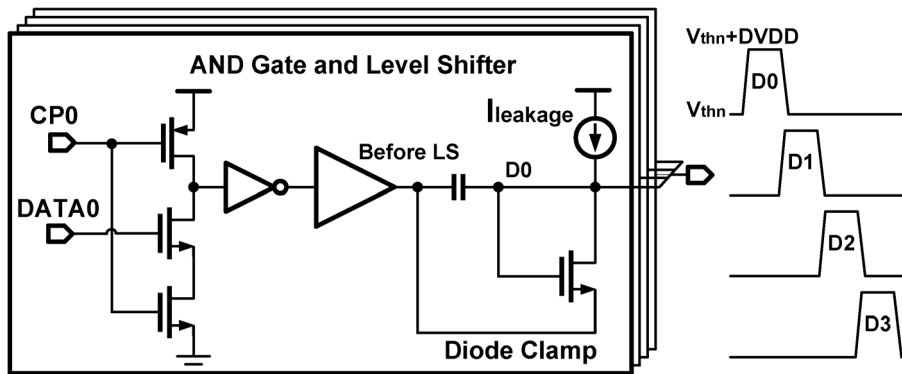 AND Gate and Level Shifter
CP0
DATA0
Before LS
D0
Ileakage
Diode Clamp
Vthn+DVDD
Vthn
D0
D1
D2
D3